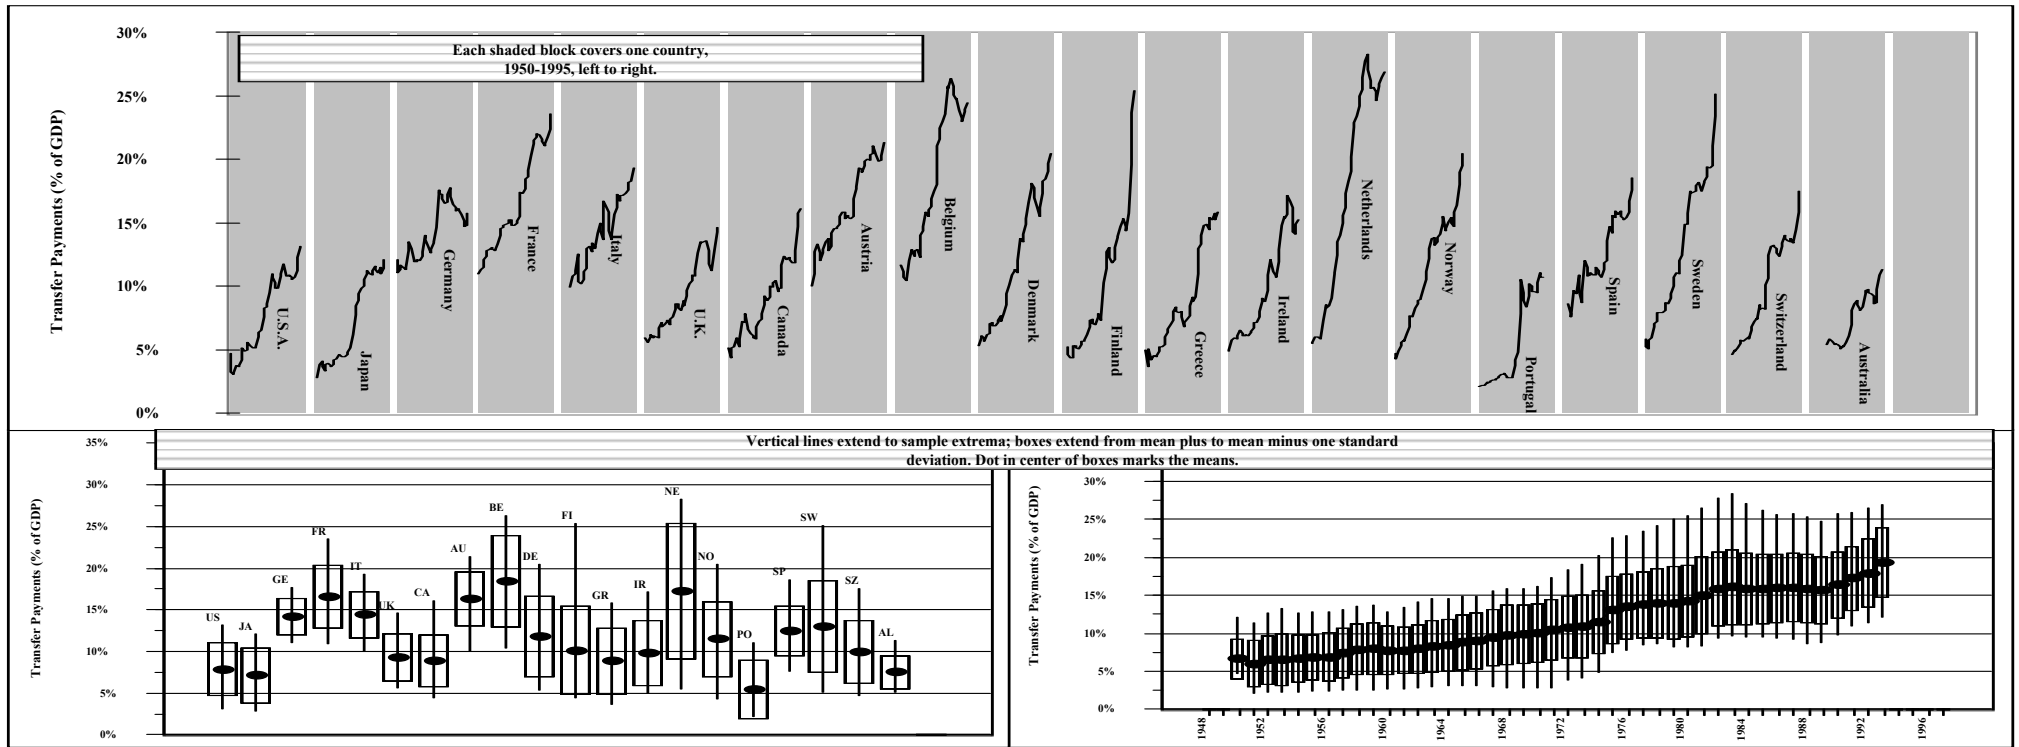 30%
25%
20%
15%
10%
5%
0%
Transfer Payments (% of GDP)
Each shaded block covers one country,
1950-1995, left to right.
U.S.A.
Japan
Germany
France
Italy
U.K.
Canada
Austria
Belgium
Denmark
Finland
Greece
Ireland
Netherlands
Norway
Portugal
Spain
Sweden
Switzerland
Australia
Vertical lines extend to sample extrema; boxes extend from mean plus to mean minus one standard
deviation. Dot in center of boxes marks the means.
35%
30%
25%
20%
15%
10%
5%
0%
Transfer Payments (% of GDP)
US
JA
GE
FR
IT
UK
CA
AU
BE
DE
FI
GR
IR
NE
NO
PO
SP
SW
SZ
AL
30%
25%
20%
15%
10%
5%
0%
Transfer Payments (% of GDP)
1948
1952
1956
1960
1964
1968
1972
1976
1980
1984
1988
1992
1996